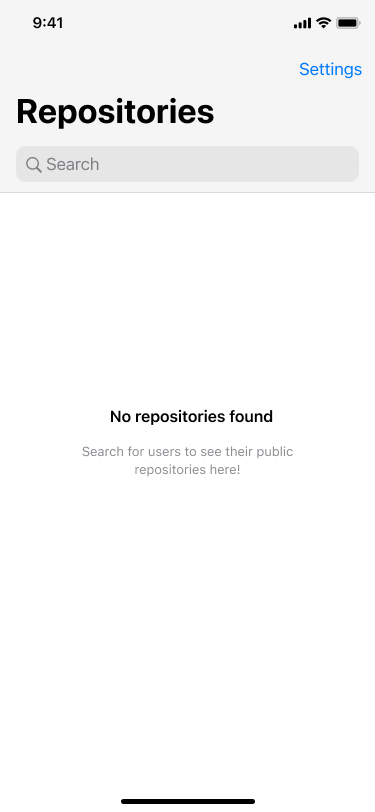 9:41
Settings
Repositories
Search
No repositories found
Search for users to see their public
repositories here!